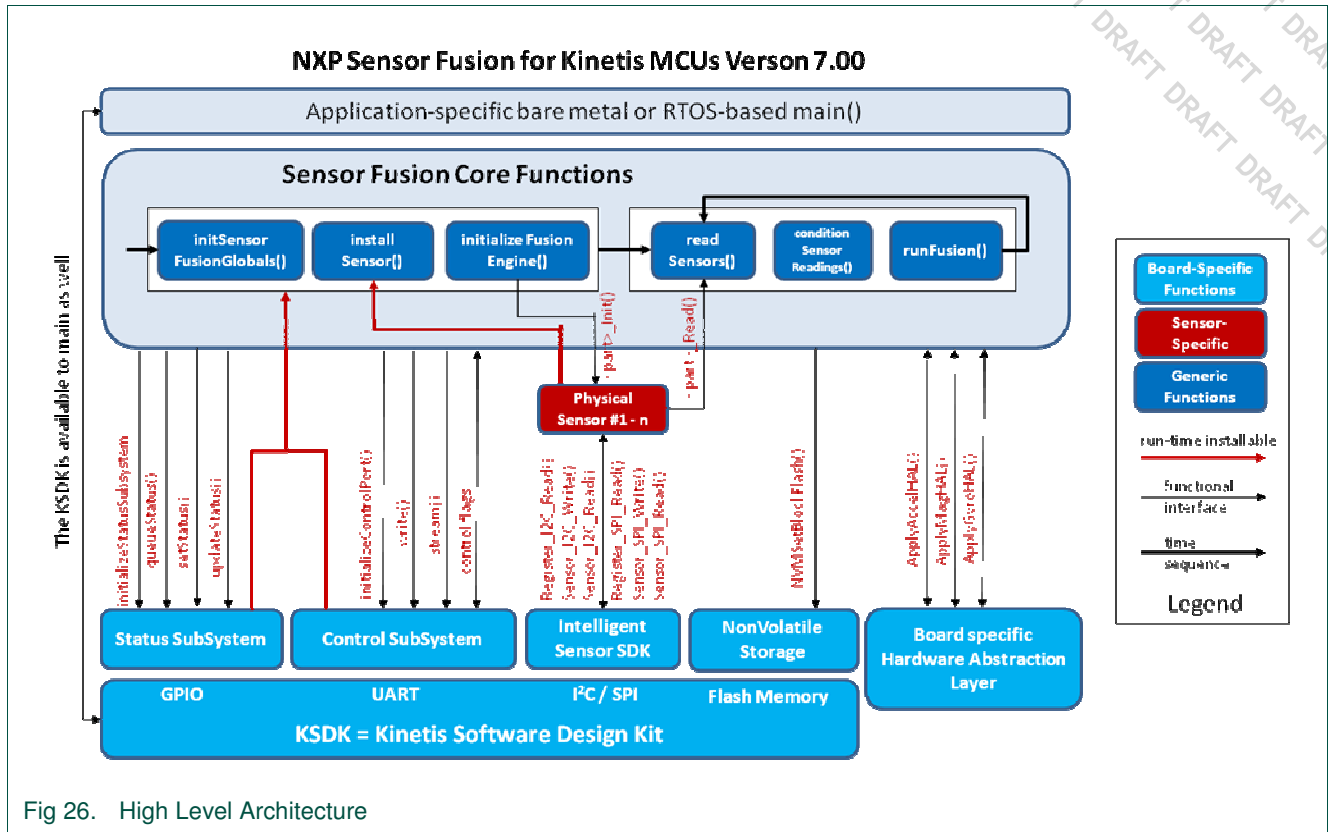 DRAFT DRAFT DRAFT
DRAFT DRAFT
DRAFT
NXP Sensor Fusion for Kinetis MCUs Verson 7.00
Application-specific bare metal or RTOS-based main()
Sensor Fusion Core Functions
initSensor
FusionGlobals()
install
Sensor()
initialize Fusion
Engine()
read
Sensors()
condition
Sensor
Readings()
runFusion()
The KSDK is available to main as well
part>_Init()
part _Read()
Physical
Sensor #1 - n
initializeStatusSubsystem
queueStatus()
setStatus()
updateStatus()
initializeControlPort()
write()
stream()
control flags
Register_I2C_Read()
Sensor_I2C_Write()
Sensor_I2C_Read()
Register_SPI_Read()
Sensor_SPI_Write()
Sensor_SPI_Read()
ApplyAccelHAL()
ApplyMagHAL()
ApplyGyroHAL()
Status SubSystem
Control SubSystem
Intelligent
Sensor SDK
NonVolatile
Storage
Board specific
Hardware Abstraction
Layer
GPIO
UART
I²C / SPI
Flash Memory
KSDK = Kinetis Software Design Kit
Board-Specific
Functions
Sensor-
Specific
Generic
Functions
run-time installable
functional
interface
time
sequence
Legend
Fig 26. High Level Architecture